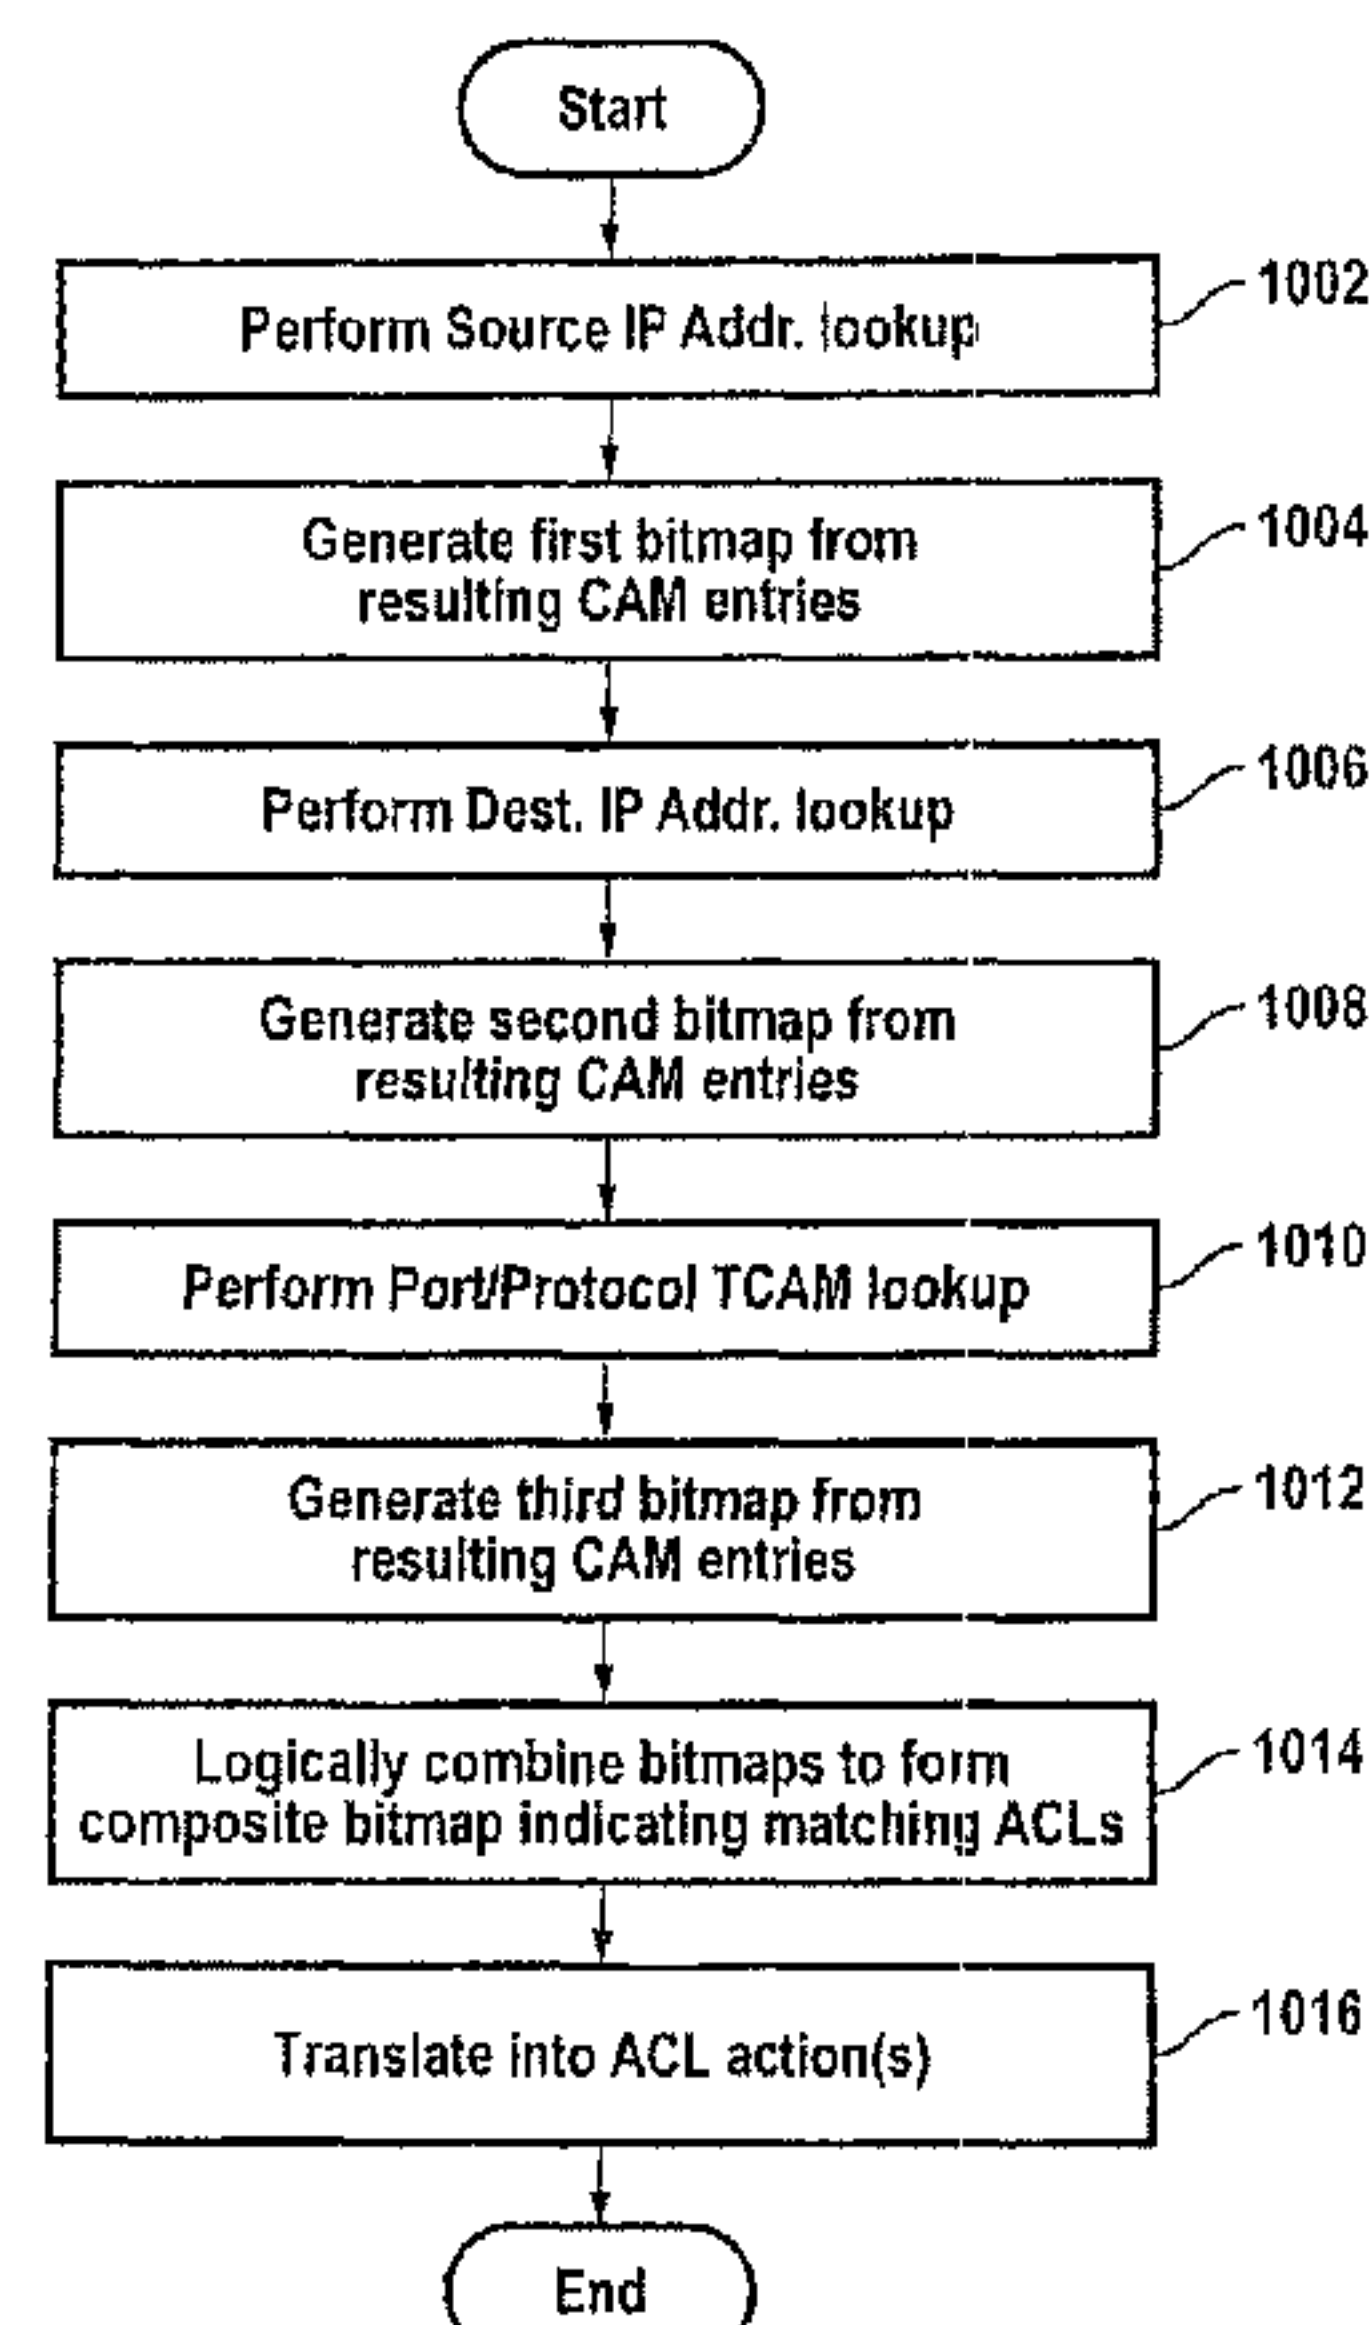 Start
Perform Source IP Addr. lookup
1002
Generate first bitmap from
resulting CAM entries
1004
Perform Dest. IP Addr. lookup
1006
Generate second bitmap from
resulting CAM entries
1008
Perform Port/Protocol TCAM lookup
1010
Generate third bitmap from
resulting CAM entries
1012
Logically combine bitmaps to form
composite bitmap indicating matching ACLs
1014
Translate into ACL action(s)
1016
End